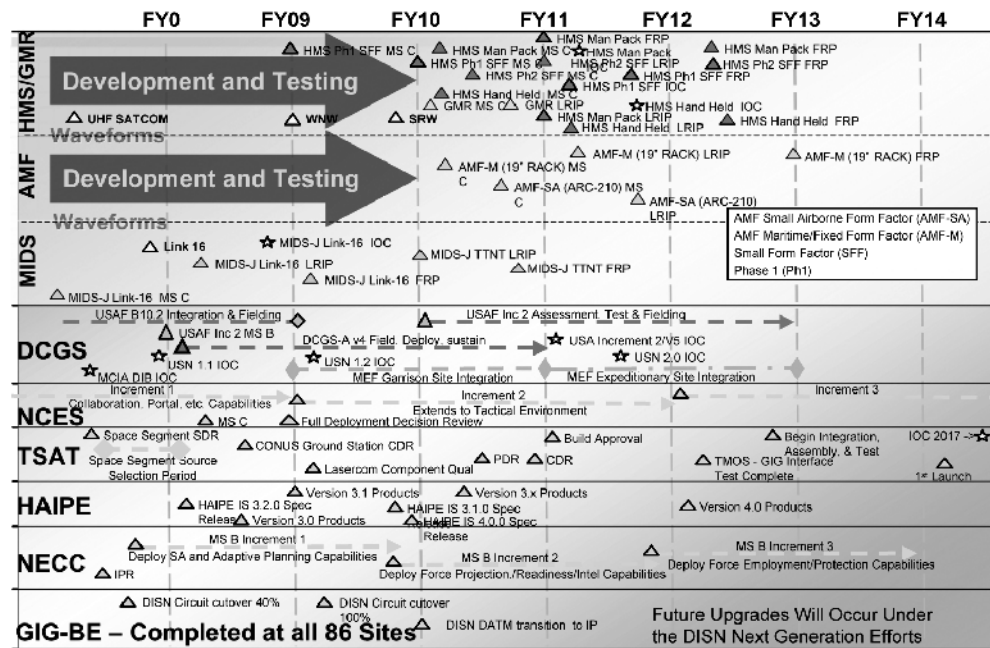 FY0 FY09 FY10 FY11 FY12 FY13 FY14
HMS/GMR
HMS Man Pack FRP
HMS Ph1 SFF MS C
HMS Man Pack MS C
HMS Man Pack
IOC
HMS Man Pack FRP
HMS Ph1 SFF MS C
HMS Ph2 SFF LRIP
HMS Ph2 SFF FRP
HMS Ph2 SFF MS C
HMS Ph1 SFF FRP
Development and Testing
HMS Ph1 SFF IOC
HMS Hand Held MS C
GMR MS C
GMR LRIP
HMS Hand Held IOC
UHF SATCOM
WNW
SRW
HMS Man Pack LRIP
HMS Hand Held FRP
HMS Hand Held LRIP
Waveforms
AMF
AMF-M (19" RACK) LRIP
AMF-M (19" RACK) FRP
AMF-M (19" RACK) MS
C
Development and Testing
AMF-SA (ARC-210) MS
C
AMF-SA (ARC-210)
LRIP
Waveforms
AMF Small Airborne Form Factor (AMF-SA)
AMF Maritime/Fixed Form Factor (AMF-M)
Small Form Factor (SFF)
Phase 1 (Ph1)
MIDS
Link 16
MIDS-J Link-16 IOC
MIDS-J Link-16 LRIP
MIDS-J TTNT LRIP
MIDS-J TTNT FRP
MIDS-J Link-16 FRP
MIDS-J Link-16 MS C
DCGS
USAF B10.2 Integration & Fielding
USAF Inc 2 Assessment, Test & Fielding
USAF Inc 2 MS B
DCGS-A v4 Field, Deploy, sustain
USA Increment 2/V5 IOC
USN 1.1 IOC
USN 1.2 IOC
USN 2.0 IOC
MCIA DIB IOC
MEF Garrison Site Integration
MEF Expeditionary Site Integration
NCES
Increment 1
Increment 2
Increment 3
Collaboration, Portal, etc. Capabilities
Extends to Tactical Environment
MS C
Full Deployment Decision Review
TSAT
Space Segment SDR
CONUS Ground Station CDR
Build Approval
Begin Integration,
Assembly, & Test
IOC 2017 ->
Space Segment Source
Selection Period
Lasercom Component Qual
PDR
CDR
TMOS - GIG Interface
Test Complete
1st Launch
HAIPE
Version 3.1 Products
Version 3.x Products
HAIPE IS 3.2.0 Spec
Release
HAIPE IS 3.1.0 Spec
Release
Version 4.0 Products
Version 3.0 Products
HAIPE IS 4.0.0 Spec
Release
NECC
MS B Increment 1
Deploy SA and Adaptive Planning Capabilities
MS B Increment 2
Deploy Force Projection./Readiness/Intel Capabilities
MS B Increment 3
Deploy Force Employment/Protection Capabilities
IPR
DISN Circuit cutover 40%
DISN Circuit cutover
100%
DISN DATM transition to IP
GIG-BE – Completed at all 86 Sites
Future Upgrades Will Occur Under
the DISN Next Generation Efforts